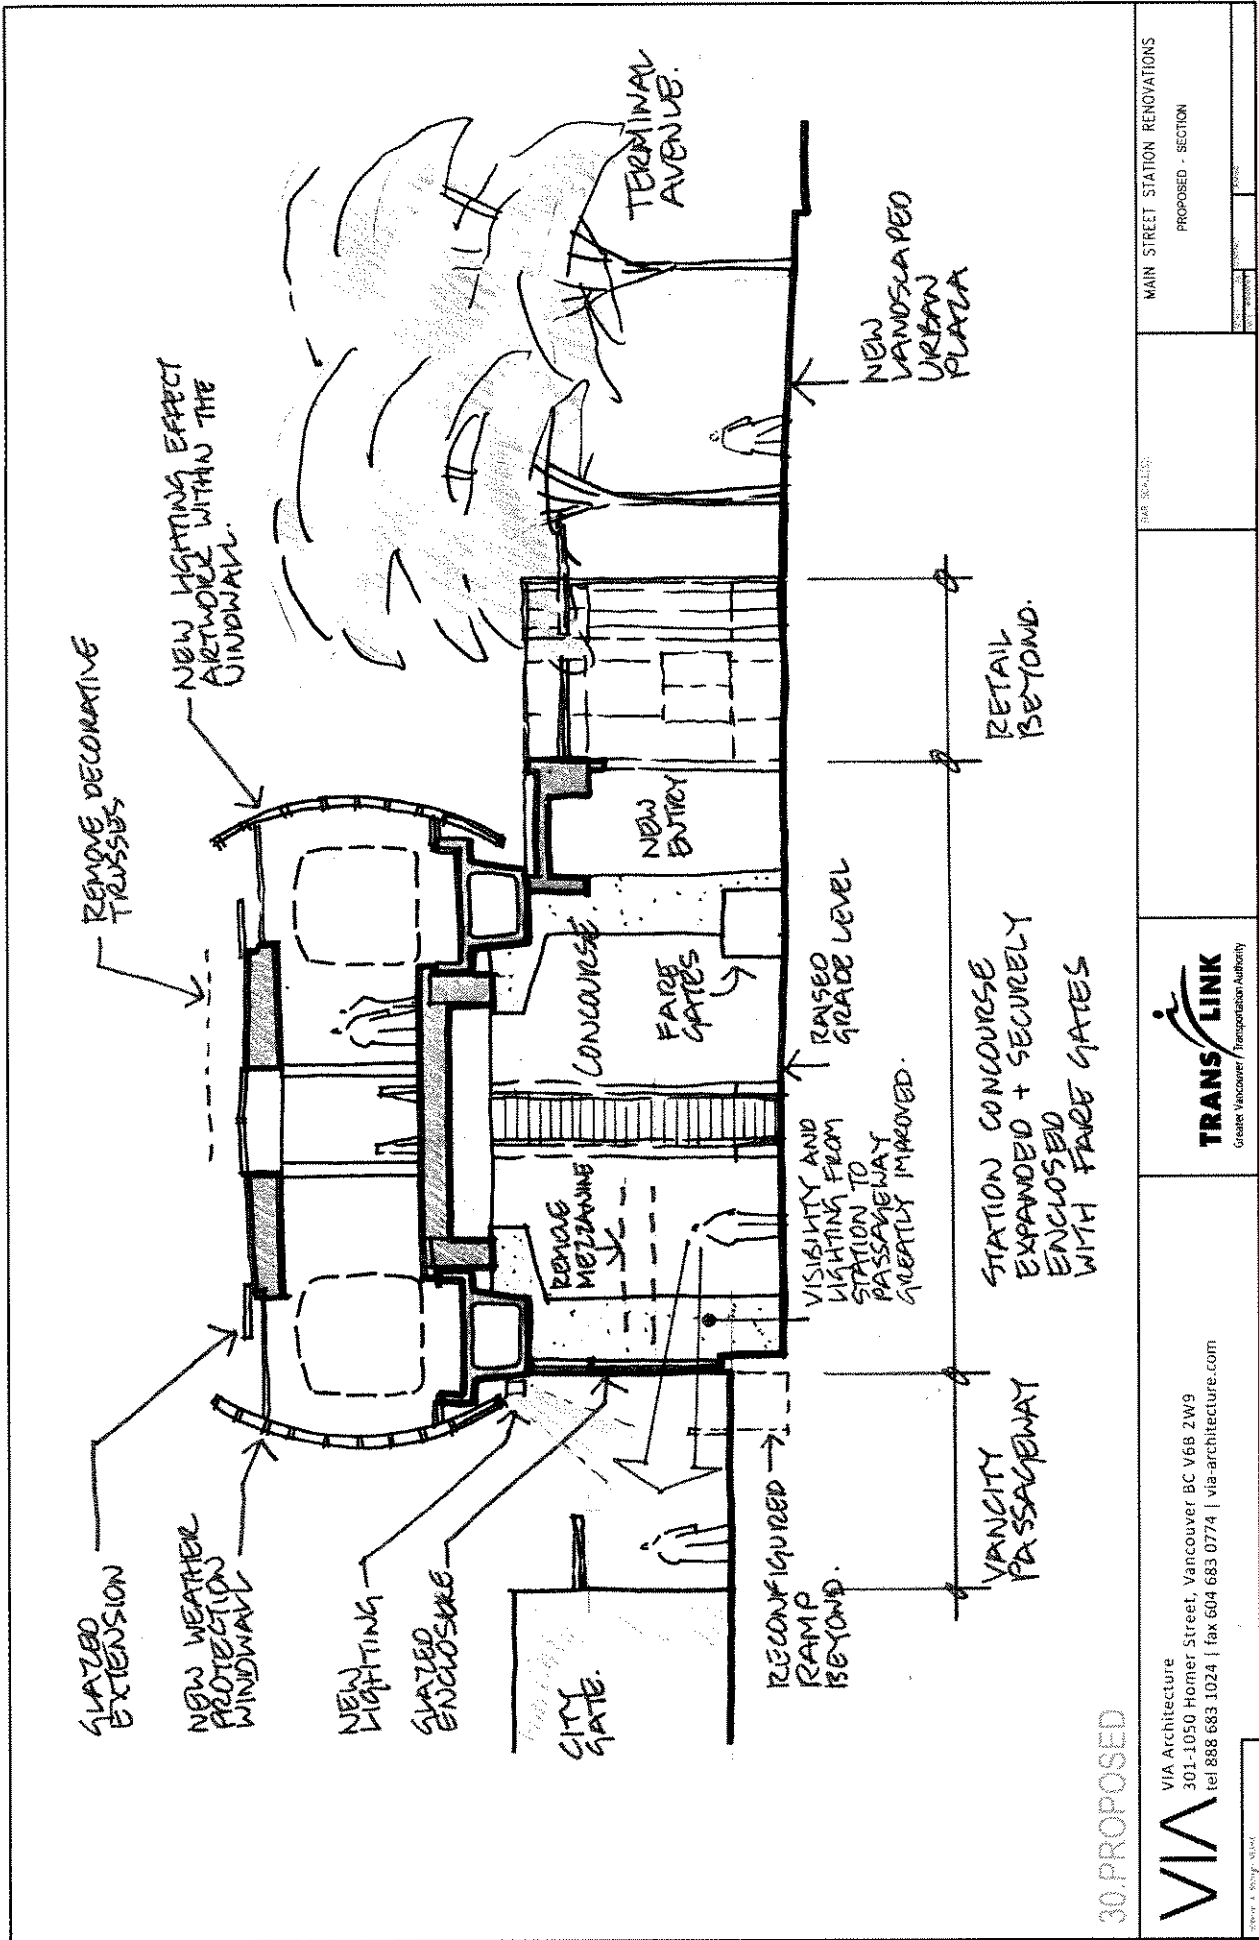 GLAZED
EXTENSION
REMOVE DECORATIVE
TRUSSES
NEW LIGHTING EFFECT
ARTWORK WITHIN THE
WINDWALL.
NEW WEATHER
PROTECTION
WINDWALL
NEW
LIGHTING
GLAZED
ENCLOSURE
CITY
GATE.
REMOVE
MEZZANINE
CONCOURSE
FARE
GATES
NEW
ENTRY
TERMINAL
AVENUE.
RECONFIGURED
RAMP
BEYOND.
VISIBILITY AND
LIGHTING FROM
STATION TO
PASSAGEWAY
GREATLY IMPROVED.
RAISED
GRADE LEVEL
NEW
LANDSCAPED
URBAN
PLAZA
VANCITY
PASSAGEWAY
STATION CONCOURSE
EXPANDED + SECURELY
ENCLOSED
WITH FARE GATES
RETAIL
BEYOND.
30.PROPOSED
VIA
VIA Architecture
301-1050 Homer Street, Vancouver BC V6B 2W9
tel 888 683 1024 | fax 604 683 0774 | via-architecture.com
TRANS LINK
Greater Vancouver Transportation Authority
MAIN STREET STATION RENOVATIONS
PROPOSED - SECTION